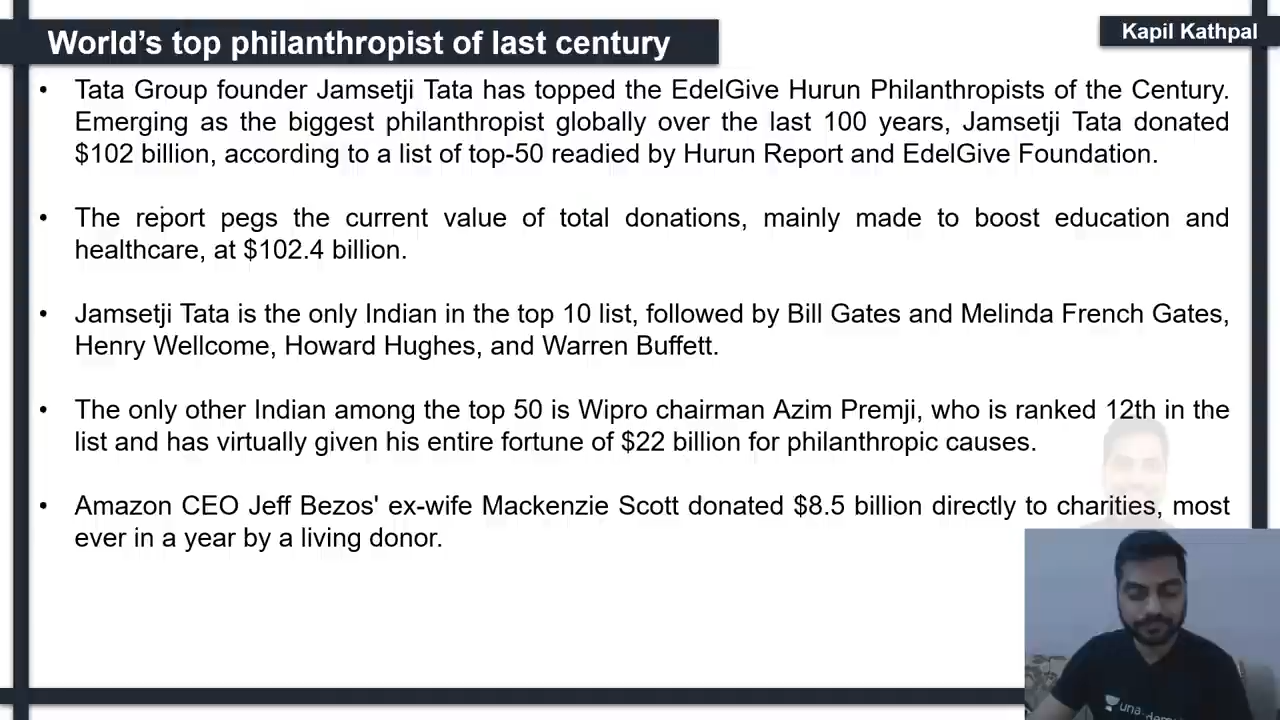 World's top philanthropist of last century
Kapil Kathpal
• Tata Group founder Jamsetji Tata has topped the EdelGive Hurun Philanthropists of the Century.
Emerging as the biggest philanthropist globally over the last 100 years, Jamsetji Tata donated
$102 billion, according to a list of top-50 readied by Hurun Report and EdelGive Foundation.
• The report pegs the current value of total donations, mainly made to boost education and
healthcare, at $102.4 billion.
• Jamsetji Tata is the only Indian in the top 10 list, followed by Bill Gates and Melinda French Gates,
Henry Wellcome, Howard Hughes, and Warren Buffett.
• The only other Indian among the top 50 is Wipro chairman Azim Premji, who is ranked 12th in the
list and has virtually given his entire fortune of $22 billion for philanthropic causes.
• Amazon CEO Jeff Bezos' ex-wife Mackenzie Scott donated $8.5 billion directly to charities, most
ever in a year by a living donor.